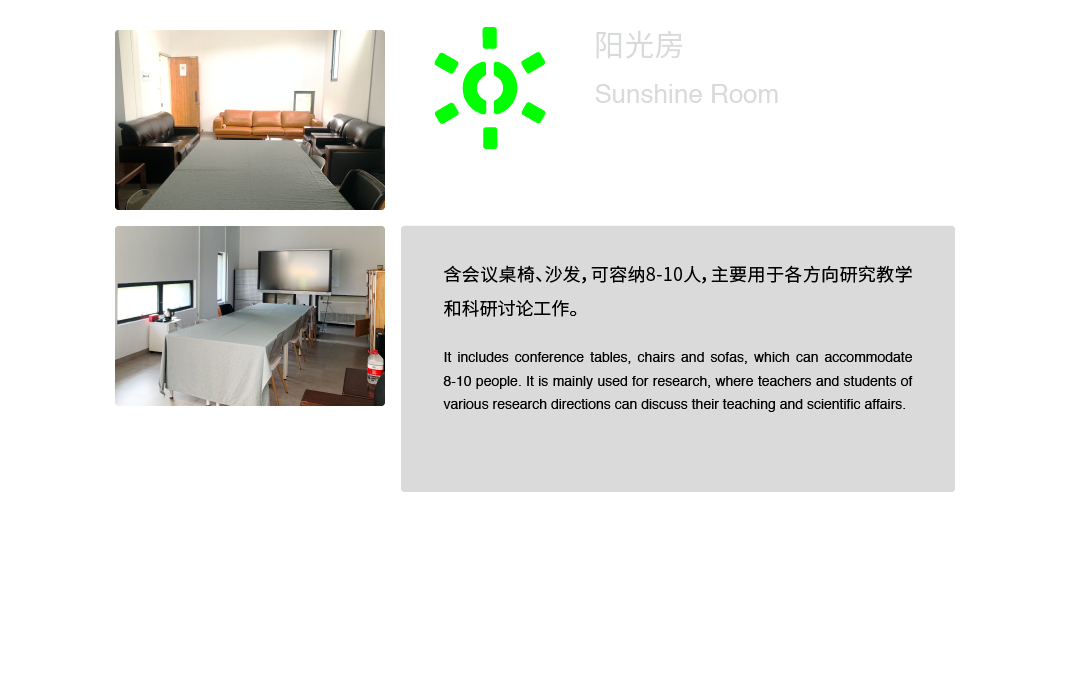 阳光房
Sunshine Room
含会议桌椅、沙发，可容纳8-10人，主要用于各方向研究教学
和科研讨论工作。
It includes conference tables, chairs and sofas, which can accommodate
8-10 people. It is mainly used for research, where teachers and students of
various research directions can discuss their teaching and scientific affairs.